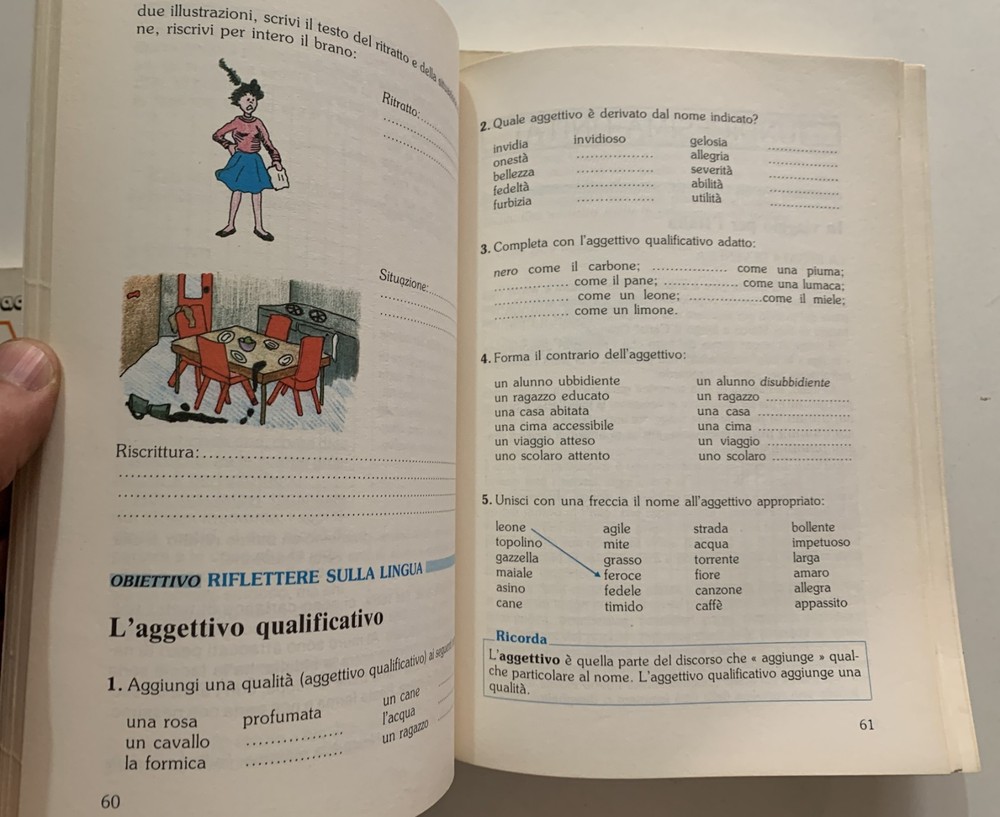 due illustrazioni, scrivi il testo del ritratto e della
ne, riscrivi per intero il brano:
Ritratto:........
Situazione:........
Riscrittura:........
OBIETTIVO RIFLETTERE SULLA LINGUA
L'aggettivo qualificativo
1. Aggiungi una qualità (aggettivo qualificativo) ai
una rosa profumata un cane
un cavallo ........ l'acqua
la formica ........ un ragazzo
60
2. Quale aggettivo è derivato dal nome indicato?
invidia invidioso gelosia ........
onestà ........ allegria ........
bellezza ........ severità ........
fedeltà ........ abilità ........
furbizia ........ utilità ........
3. Completa con l'aggettivo qualificativo adatto:
nero come il carbone; ........ come una piuma;
........ come il pane; ........ come una lumaca;
........ come un leone; ........come il miele;
........ come un limone.
4. Forma il contrario dell'aggettivo:
un alunno ubbidiente un alunno disubbidiente
un ragazzo educato un ragazzo ........
una casa abitata una casa ........
una cima accessibile una cima ........
un viaggio atteso un viaggio ........
uno scolaro attento uno scolaro ........
5. Unisci con una freccia il nome all'aggettivo appropriato:
leone agile strada bollente
topolino mite acqua impetuoso
gazzella grasso torrente larga
maiale feroce fiore amaro
asino fedele canzone allegra
cane timido caffè appassito
Ricorda
L'aggettivo è quella parte del discorso che « aggiunge » qual-
che particolare al nome. L'aggettivo qualificativo aggiunge una
qualità.
61